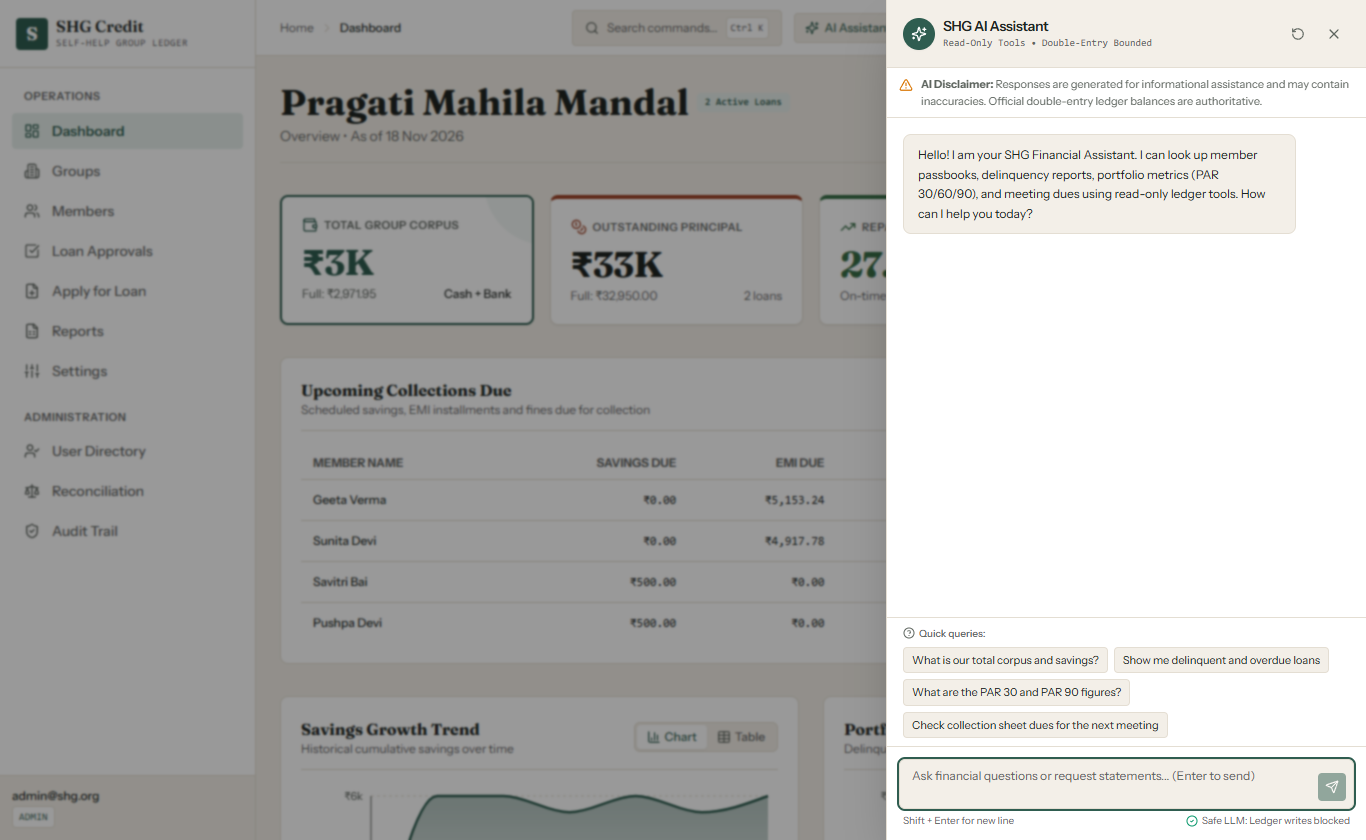 SHG Credit
SELF-HELP GROUP LEDGER
OPERATIONS
Dashboard
Groups
Members
Loan Approvals
Apply for Loan
Reports
Settings
ADMINISTRATION
User Directory
Reconciliation
Audit Trail
admin@shg.org
ADMIN
Home > Dashboard
Search commands... Ctrl K
AI Assistan
Pragati Mahila Mandal
2 Active Loans
Overview • As of 18 Nov 2026
TOTAL GROUP CORPUS
₹3K
Full: ₹2,971.95 Cash + Bank
OUTSTANDING PRINCIPAL
₹33K
Full: ₹32,950.00 2 loans
REP
27.
On-time
Upcoming Collections Due
Scheduled savings, EMI installments and fines due for collection
MEMBER NAME SAVINGS DUE EMI DUE
Geeta Verma ₹0.00 ₹5,153.24
Sunita Devi ₹0.00 ₹4,917.78
Savitri Bai ₹500.00 ₹0.00
Pushpa Devi ₹500.00 ₹0.00
Savings Growth Trend
Historical cumulative savings over time
Chart Table
₹6k
Portf
Delinqu
SHG AI Assistant
Read-Only Tools • Double-Entry Bounded
AI Disclaimer: Responses are generated for informational assistance and may contain
inaccuracies. Official double-entry ledger balances are authoritative.
Hello! I am your SHG Financial Assistant. I can look up member
passbooks, delinquency reports, portfolio metrics (PAR
30/60/90), and meeting dues using read-only ledger tools. How
can I help you today?
Quick queries:
What is our total corpus and savings?
Show me delinquent and overdue loans
What are the PAR 30 and PAR 90 figures?
Check collection sheet dues for the next meeting
Ask financial questions or request statements... (Enter to send)
Shift + Enter for new line
Safe LLM: Ledger writes blocked